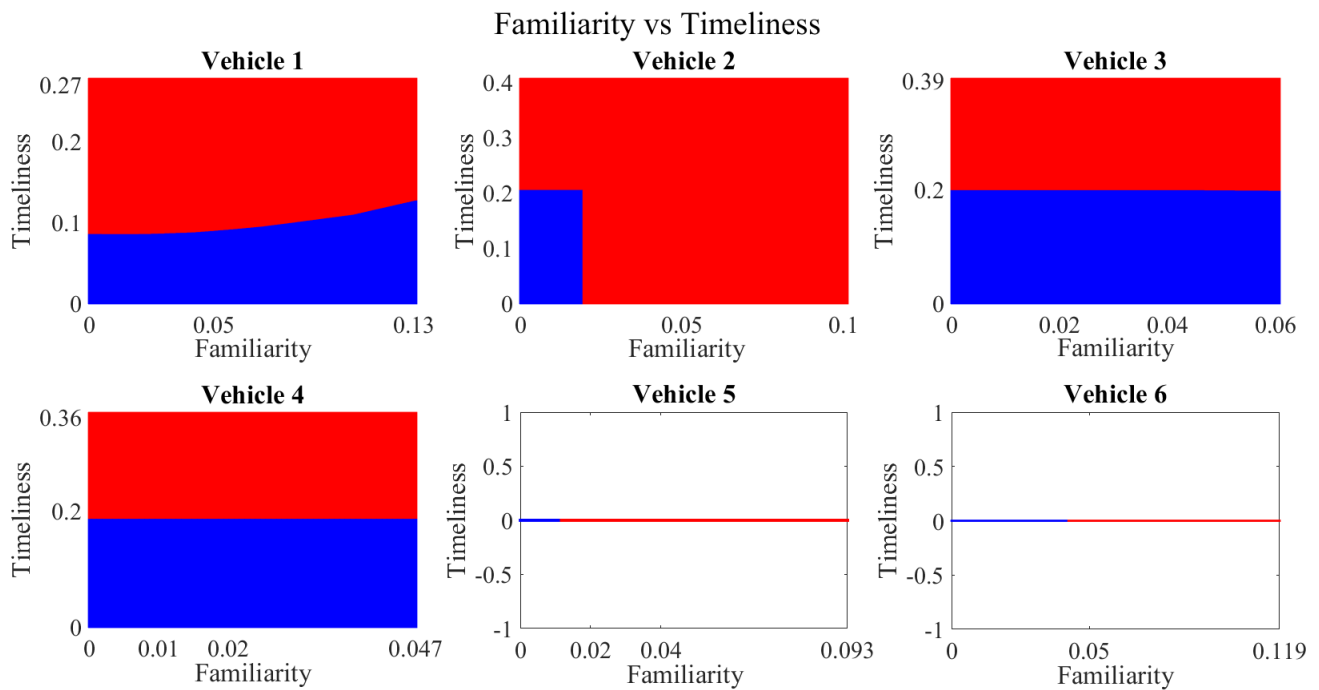 Familiarity vs Timeliness
Vehicle 1
0.27
0.2
0.1
0
Timeliness
0 0.05 0.13
Familiarity
Vehicle 2
0.4
0.3
0.2
0.1
0
Timeliness
0 0.05 0.1
Familiarity
Vehicle 3
0.39
0.2
0
Timeliness
0 0.02 0.04 0.06
Familiarity
Vehicle 4
0.36
0.2
0
Timeliness
0 0.01 0.02 0.047
Familiarity
Vehicle 5
1
0.5
0
-0.5
-1
Timeliness
0 0.02 0.04 0.093
Familiarity
Vehicle 6
1
0.5
0
-0.5
-1
Timeliness
0 0.05 0.119
Familiarity